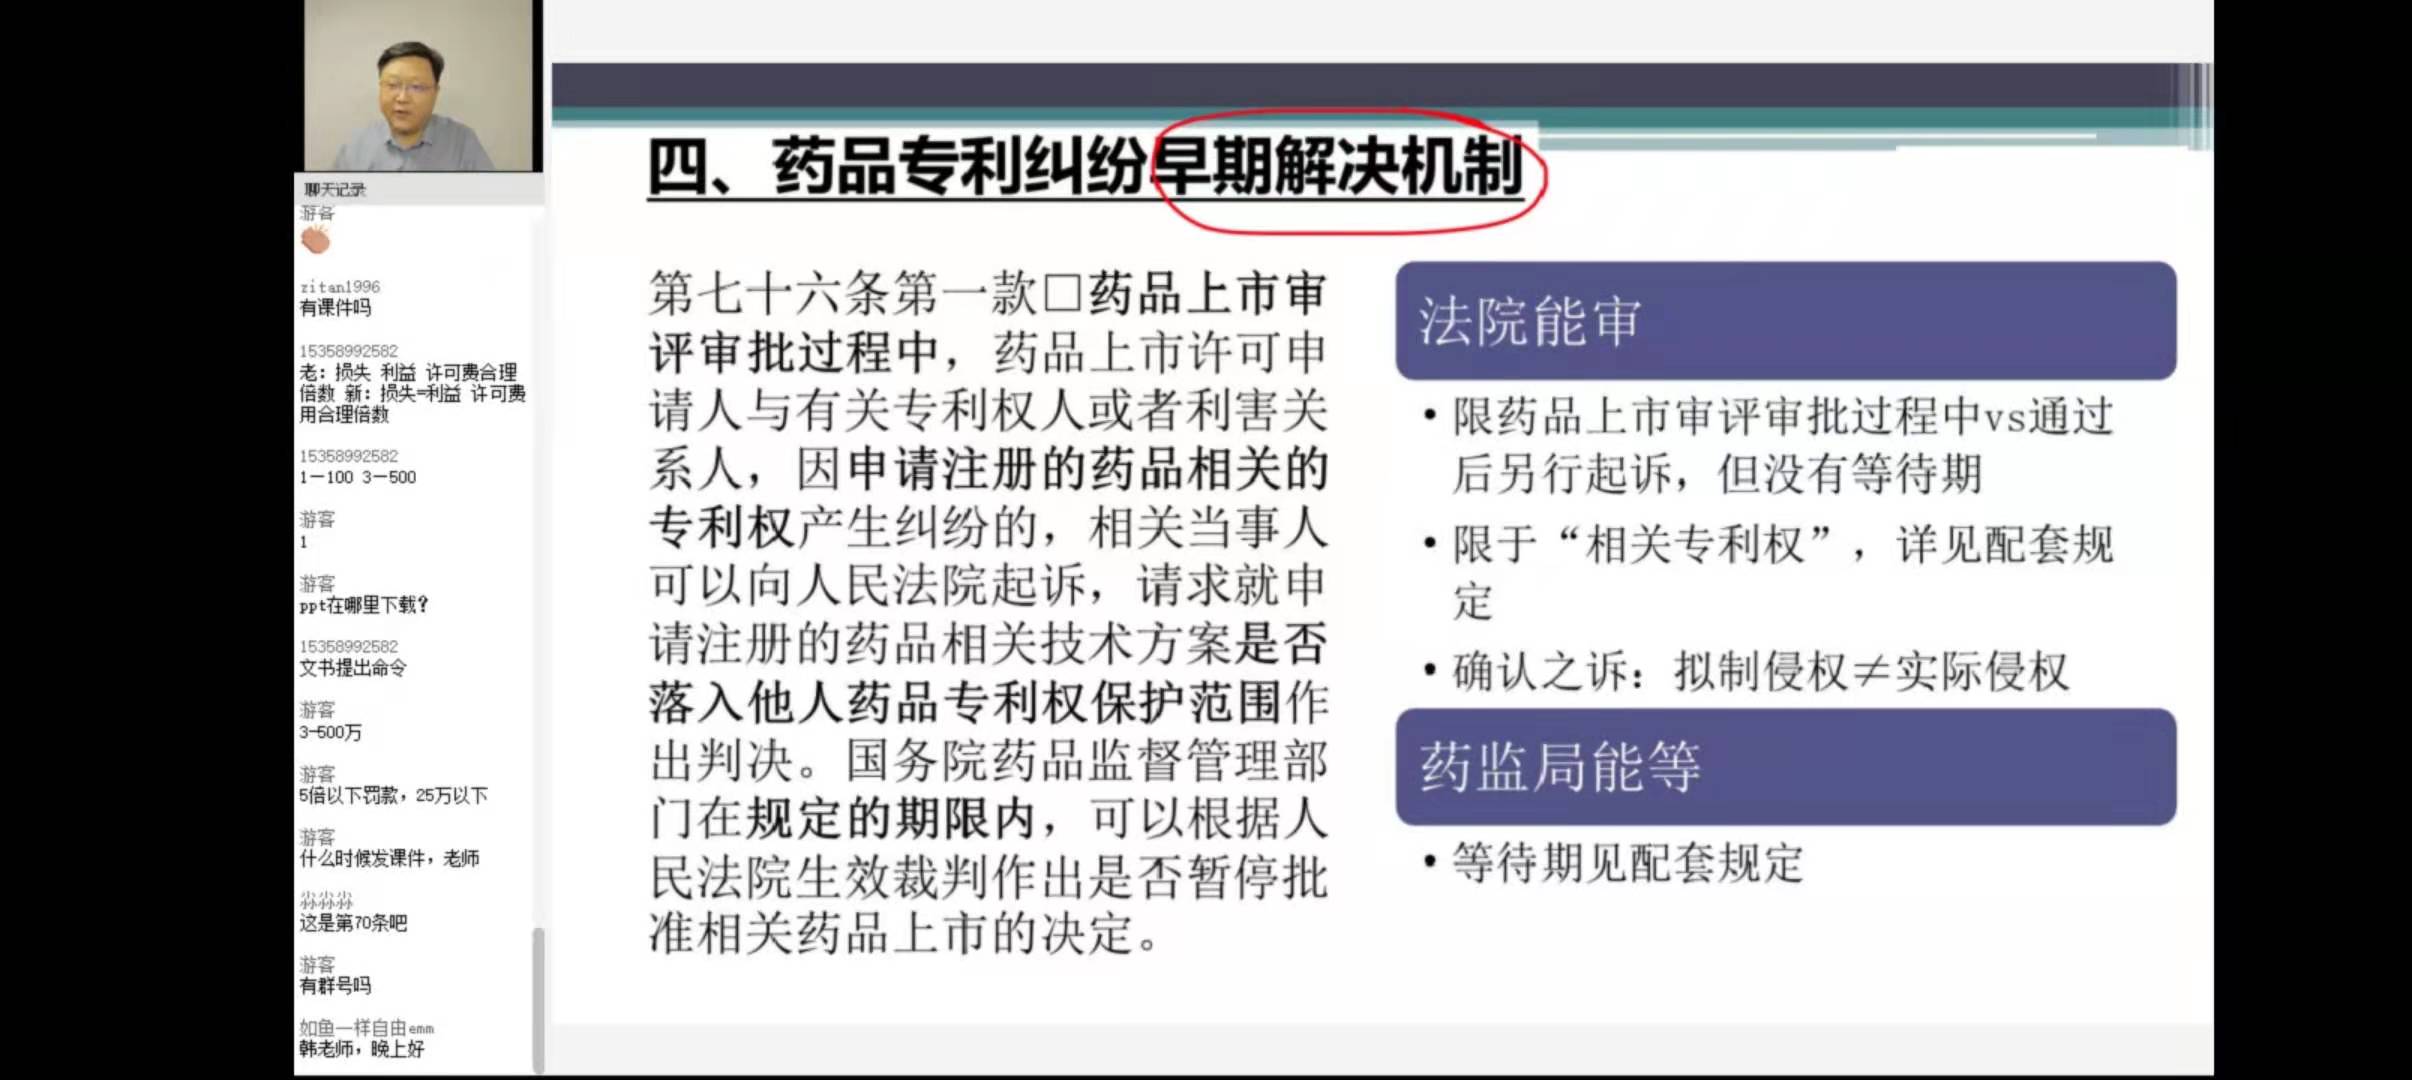 聊天记录
游客
zitan1996
有课件吗
15358992582
老：损失 利益 许可费合理
倍数 新：损失=利益 许可费
用合理倍数
15358992582
1—100 3—500
游客
1
游客
ppt在哪里下载？
15358992582
文书提出命令
游客
3-500万
游客
5倍以下罚款，25万以下
游客
什么时候发课件，老师
尛尛尛
这是第70条吧
游客
有群号吗
如鱼一样自由emm
韩老师，晚上好
四、药品专利纠纷早期解决机制
第七十六条第一款□药品上市审
评审批过程中，药品上市许可申
请人与有关专利权人或者利害关
系人，因申请注册的药品相关的
专利权产生纠纷的，相关当事人
可以向人民法院起诉，请求就申
请注册的药品相关技术方案是否
落入他人药品专利权保护范围作
出判决。国务院药品监督管理部
门在规定的期限内，可以根据人
民法院生效裁判作出是否暂停批
准相关药品上市的决定。
法院能审
•限药品上市审评审批过程中vs通过
后另行起诉，但没有等待期
•限于“相关专利权”，详见配套规
定
•确认之诉：拟制侵权≠实际侵权
药监局能等
•等待期见配套规定